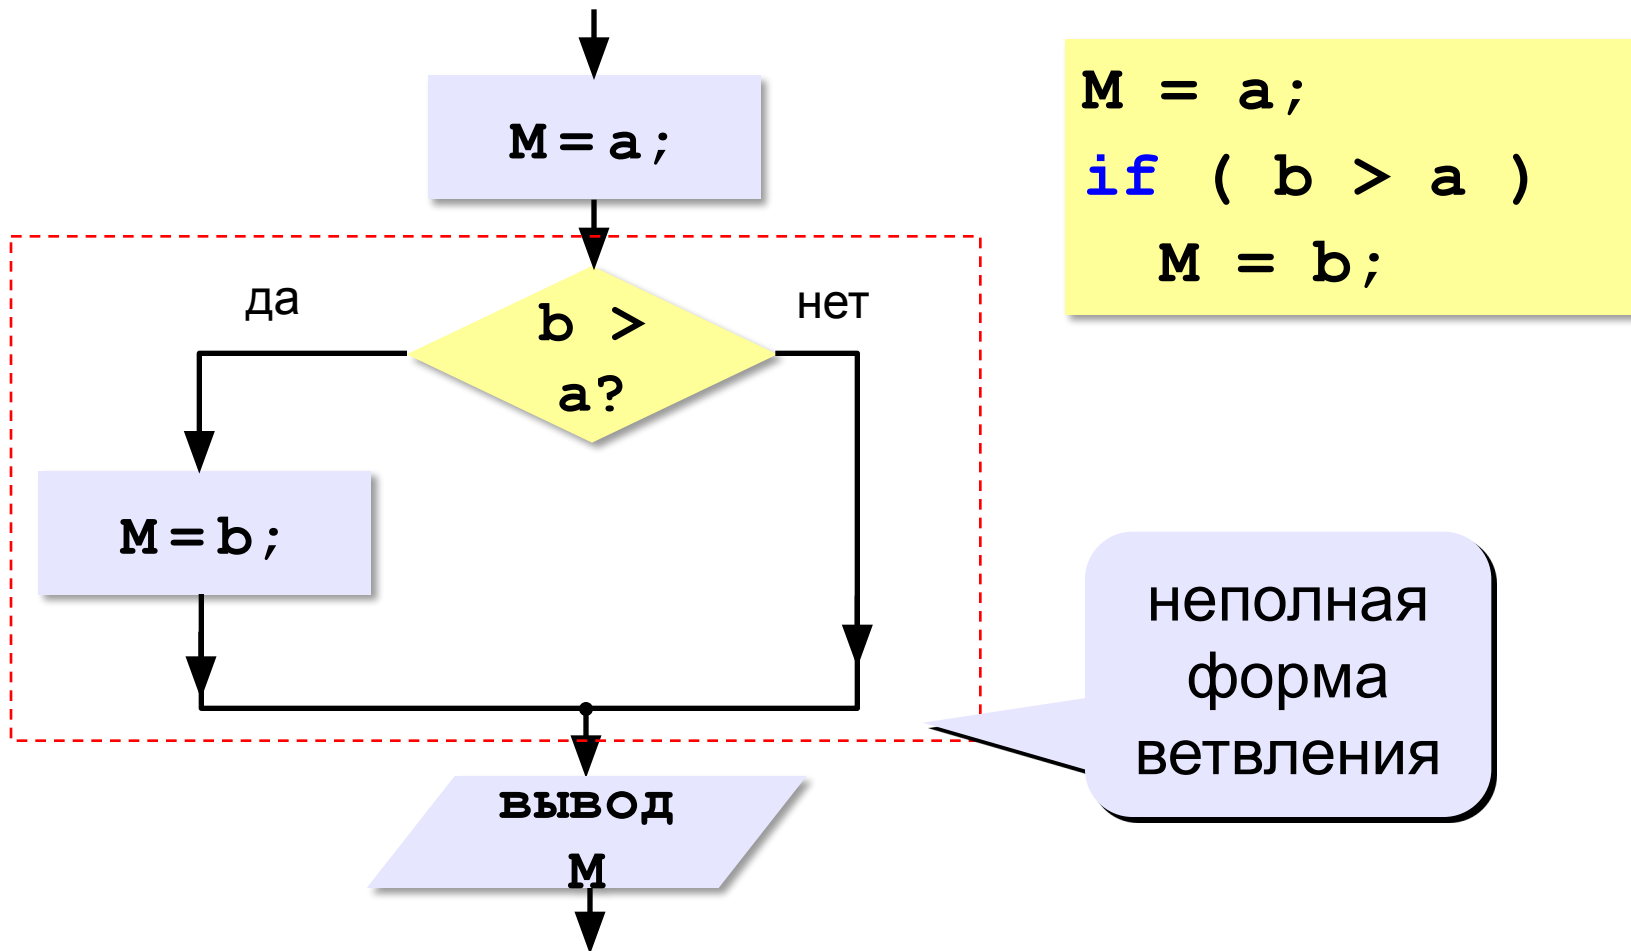 M=a;
да
b >
a?
нет
M=b;
вывод
M
M = a;
if ( b > a )
M = b;
неполная
форма
ветвления